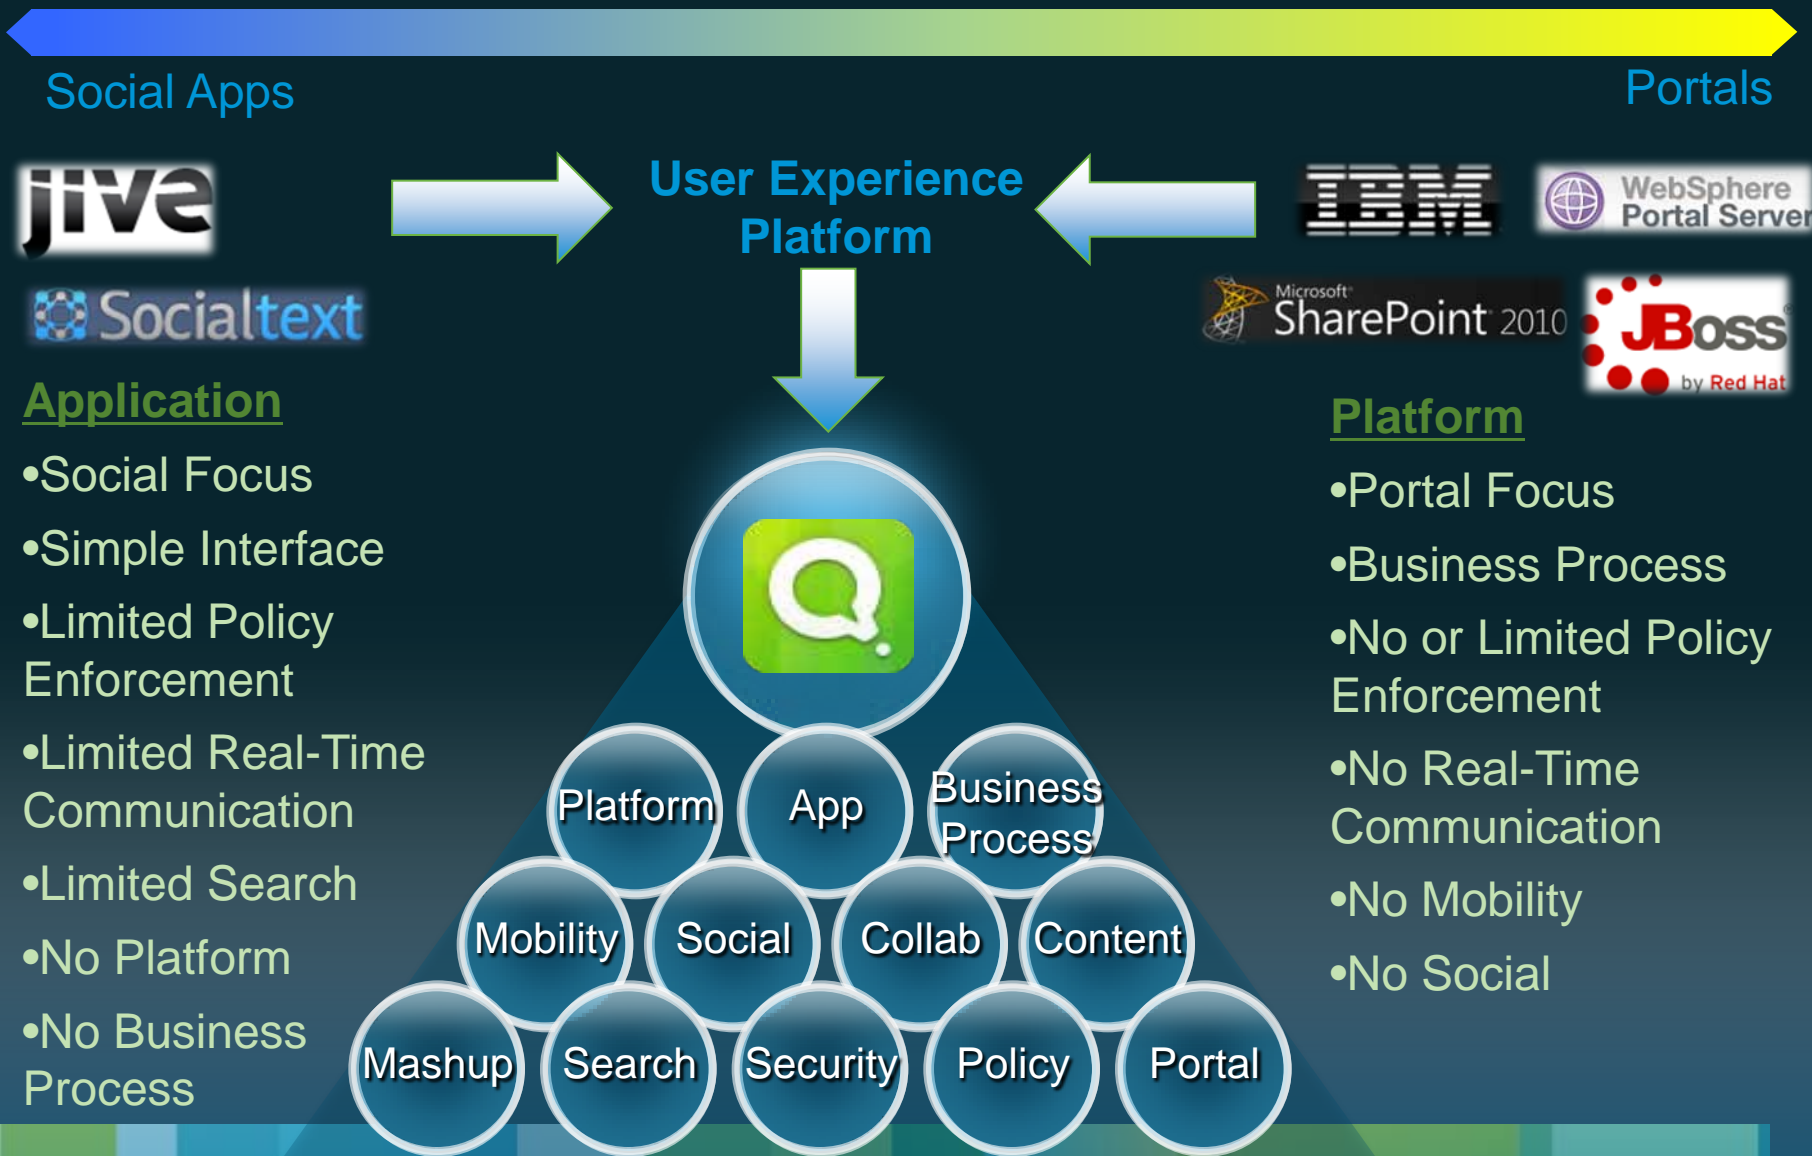 Social Apps
Portals
jive
Socialtext
User Experience
Platform
IBM
WebSphere
Portal Server
Microsoft
SharePoint 2010
JBoss
by Red Hat
Application
•Social Focus
•Simple Interface
•Limited Policy
Enforcement
•Limited Real-Time
Communication
•Limited Search
•No Platform
•No Business
Process
Platform
App
Business
Process
Mobility
Social
Collab
Content
Mashup
Search
Security
Policy
Portal
Platform
•Portal Focus
•Business Process
•No or Limited Policy
Enforcement
•No Real-Time
Communication
•No Mobility
•No Social